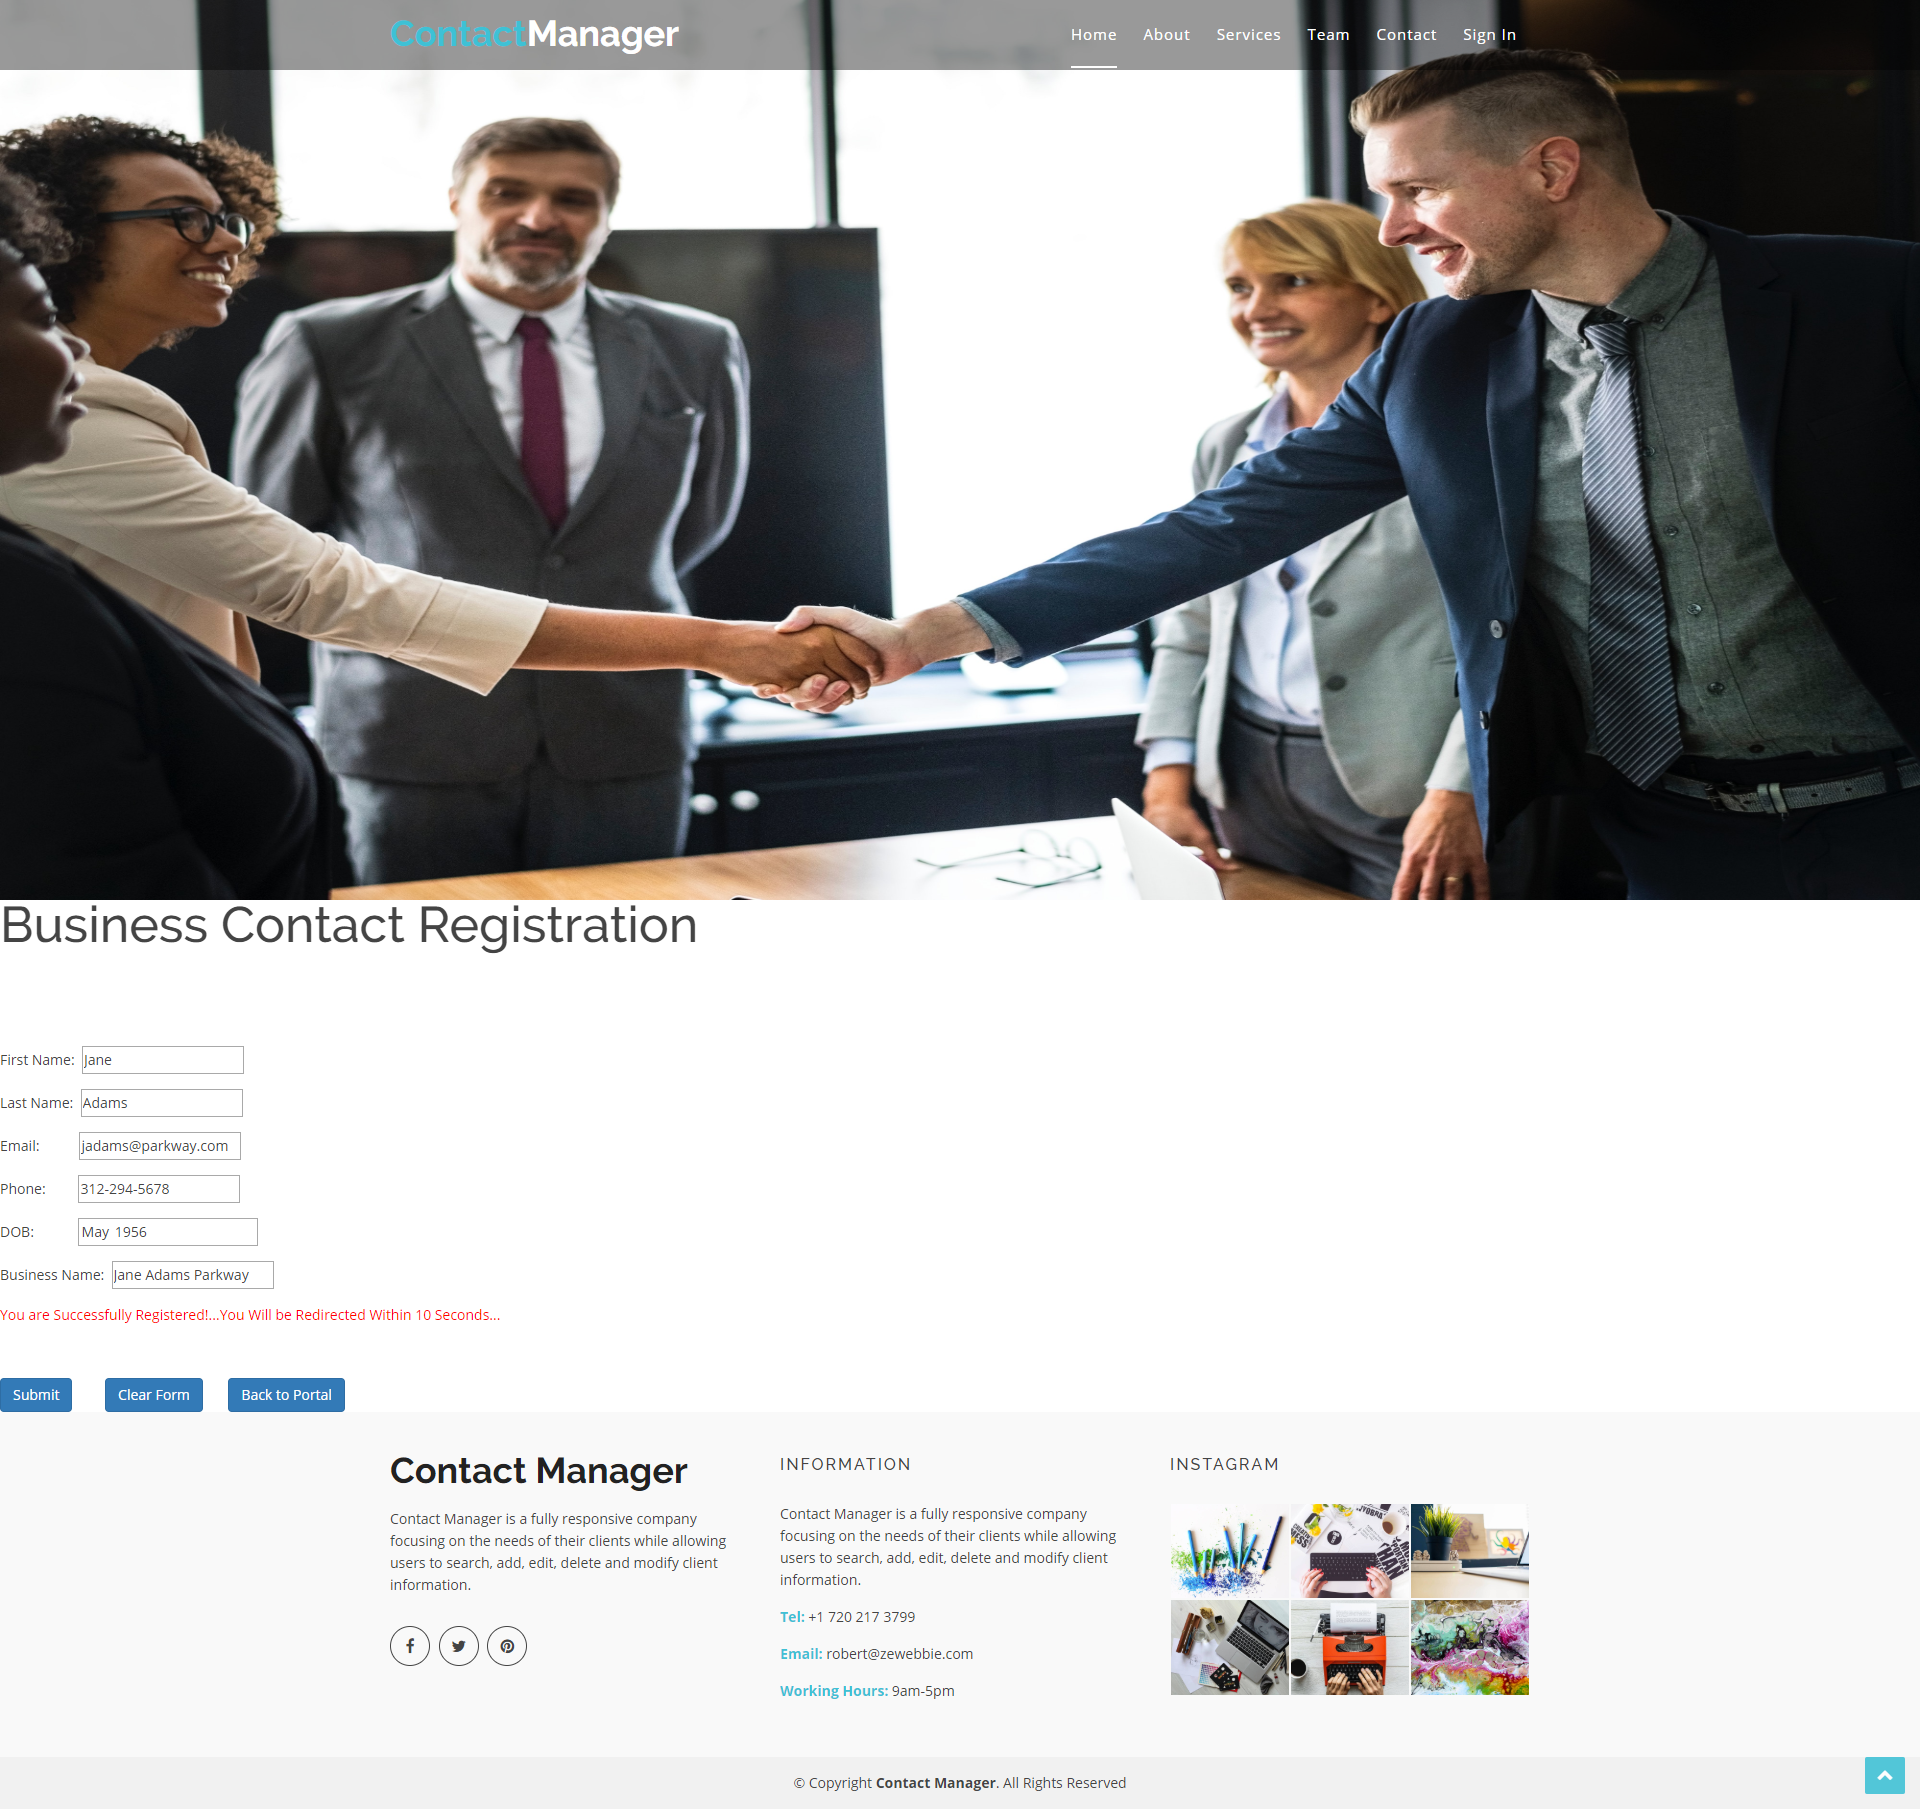 ContactManager
Home About Services Team Contact Sign In
Business Contact Registration
First Name: Jane
Last Name: Adams
Email: jadams@parkway.com
Phone: 312-294-5678
DOB: May 1956
Business Name: Jane Adams Parkway
You are Successfully Registered!...You Will be Redirected Within 10 Seconds...
Submit Clear Form Back to Portal
Contact Manager
Contact Manager is a fully responsive company
focusing on the needs of their clients while allowing
users to search, add, edit, delete and modify client
information.
INFORMATION
Contact Manager is a fully responsive company
focusing on the needs of their clients while allowing
users to search, add, edit, delete and modify client
information.
Tel: +1 720 217 3799
Email: robert@zewebbie.com
Working Hours: 9am-5pm
INSTAGRAM
© Copyright Contact Manager. All Rights Reserved